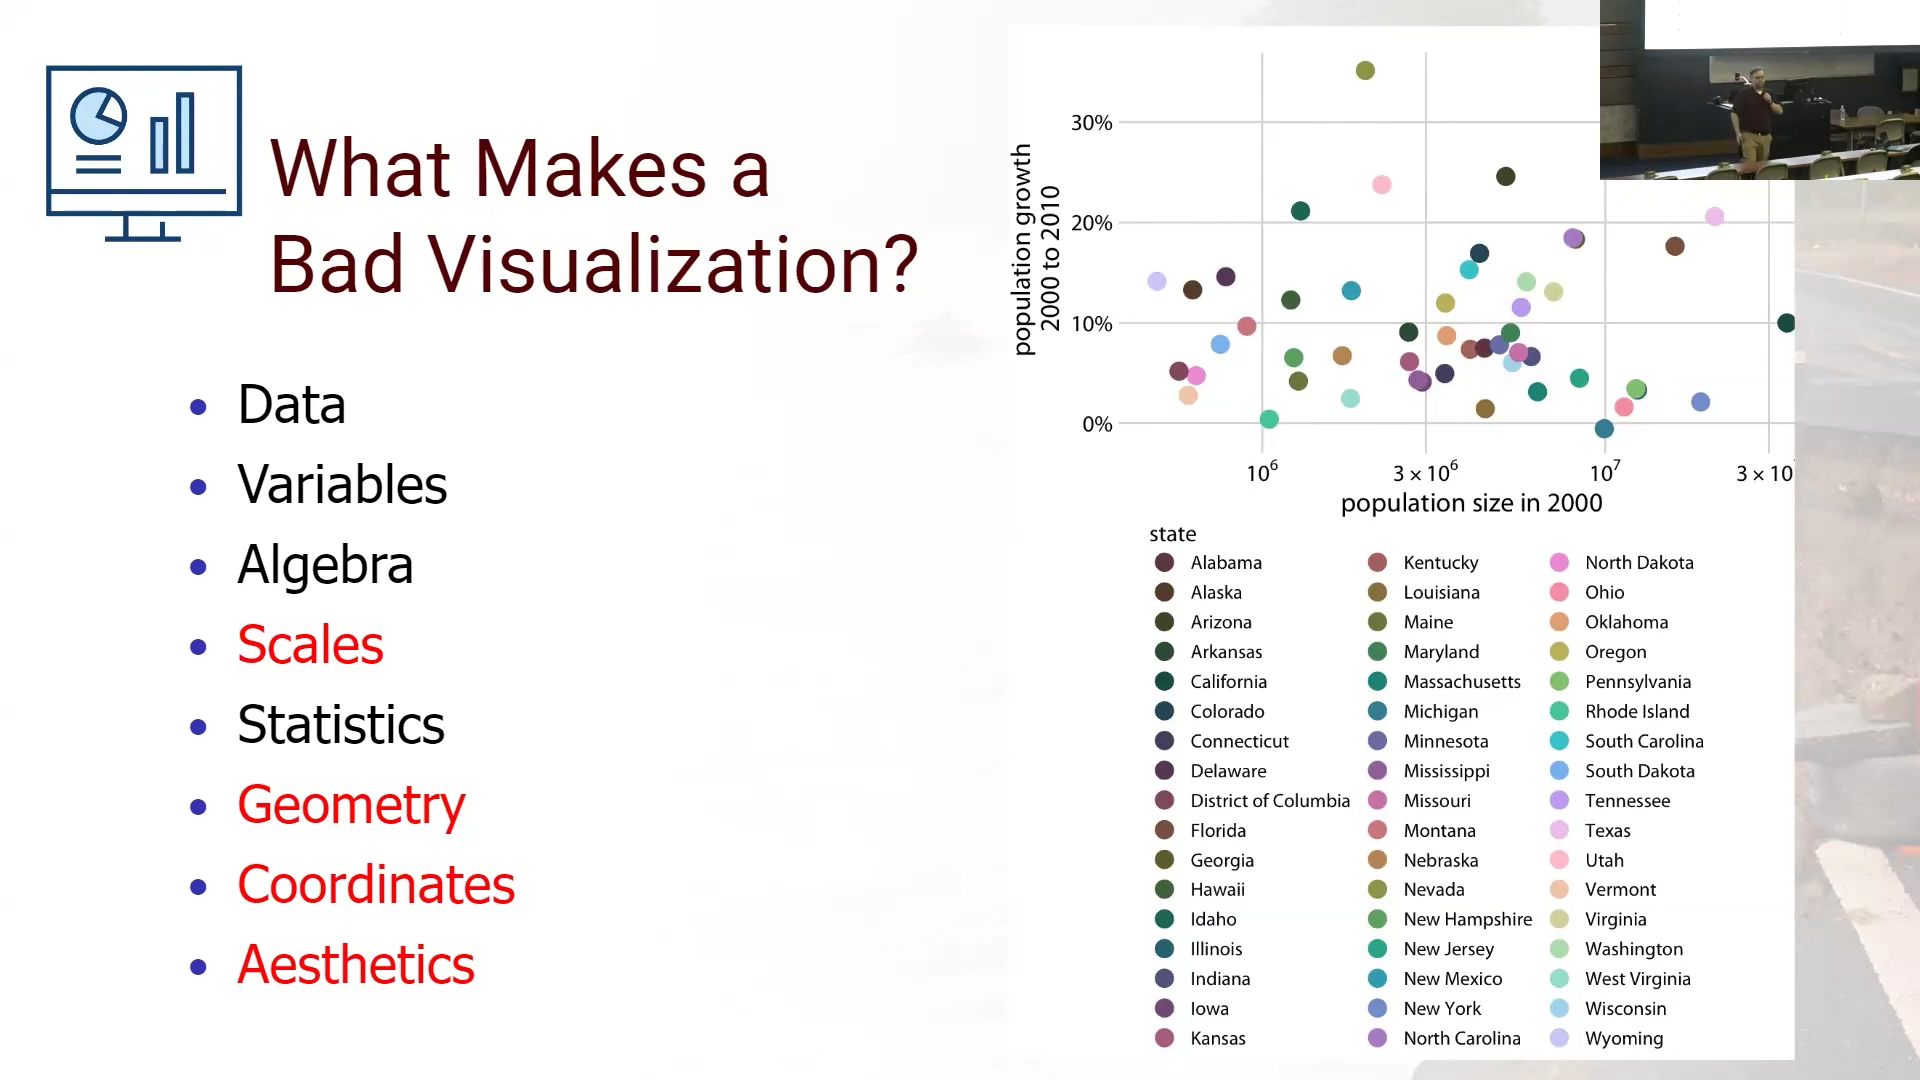 What Makes a
Bad Visualization?
• Data
• Variables
• Algebra
• Scales
• Statistics
• Geometry
• Coordinates
• Aesthetics
population growth
2000 to 2010
30%
20%
10%
0%
10⁶ 3 × 10⁶ 10⁷ 3 × 10
population size in 2000
state
Alabama Kentucky North Dakota
Alaska Louisiana Ohio
Arizona Maine Oklahoma
Arkansas Maryland Oregon
California Massachusetts Pennsylvania
Colorado Michigan Rhode Island
Connecticut Minnesota South Carolina
Delaware Mississippi South Dakota
District of Columbia Missouri Tennessee
Florida Montana Texas
Georgia Nebraska Utah
Hawaii Nevada Vermont
Idaho New Hampshire Virginia
Illinois New Jersey Washington
Indiana New Mexico West Virginia
Iowa New York Wisconsin
Kansas North Carolina Wyoming